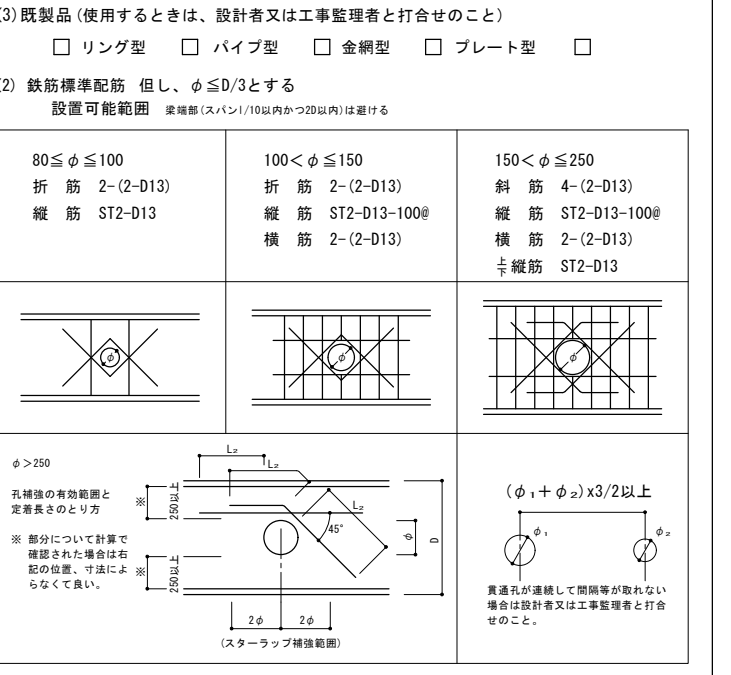 (3)既製品(使用するときは、設計者又は工事監理者と打合せのこと)
□ リング型 □ パイプ型 □ 金網型 □ プレート型 □
(2) 鉄筋標準配筋 但し、φ≦D/3とする
設置可能範囲 梁端部(スパンl/10以内かつ2D以内)は避ける
80≦φ≦100
折 筋 2-(2-D13)
縦 筋 ST2-D13
100<φ≦150
折 筋 2-(2-D13)
縦 筋 ST2-D13-100@
横 筋 2-(2-D13)
150<φ≦250
斜 筋 4-(2-D13)
縦 筋 ST2-D13-100@
横 筋 2-(2-D13)
上下縦筋 ST2-D13
φ
φ
φ
φ>250
孔補強の有効範囲と
定着長さのとり方
※ 部分について計算で
確認された場合は右
記の位置、寸法によ
らなくて良い。
※
250以上
※
250以上
L₂
L₂
L₂
45°
φ
D
2φ
2φ
(スターラップ補強範囲)
(φ₁+φ₂)x3/2以上
φ₁
φ₂
貫通孔が連続して間隔等が取れない
場合は設計者又は工事監理者と打合
せのこと。